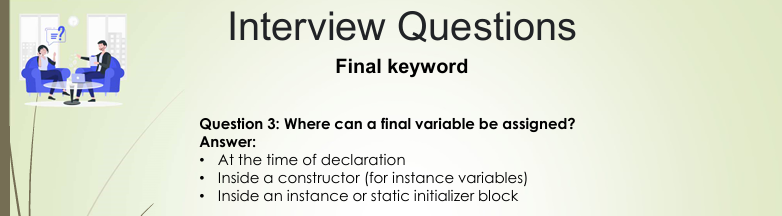 Interview Questions
Final keyword
Question 3: Where can a final variable be assigned?
Answer:
• At the time of declaration
• Inside a constructor (for instance variables)
• Inside an instance or static initializer block